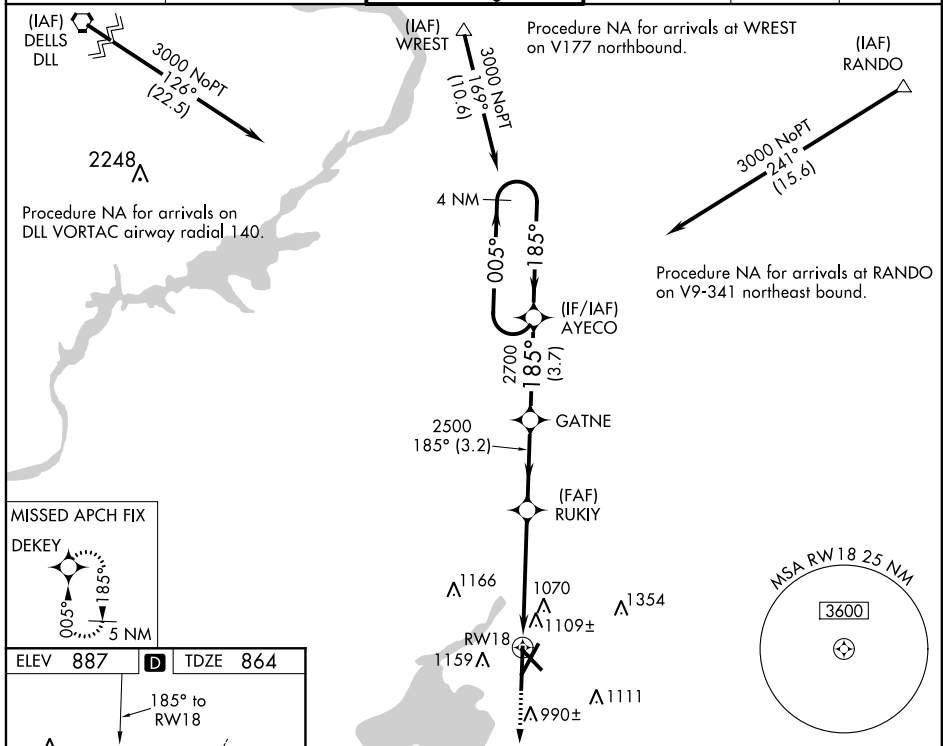 (IAF)
DELLS
DLL
3000 NoPT
126°
(22.5)
(IAF)
WREST
3000 NoPT
169°
(10.6)
Procedure NA for arrivals at WREST
on V177 northbound.
(IAF)
RANDO
3000 NoPT
241°
(15.6)
2248
Procedure NA for arrivals on
DLL VORTAC airway radial 140.
4 NM
005°
185°
Procedure NA for arrivals at RANDO
on V9-341 northeast bound.
(IF/IAF)
AYECO
2700
185°
(3.7)
GATNE
2500
185° (3.2)
(FAF)
RUKIY
MISSED APCH FIX
DEKEY
005°
185°
5 NM
1166
1070
1354
1109±
RW18
1159
1111
990±
MSA RW18 25 NM
3600
ELEV 887 D TDZE 864
185° to
RW18